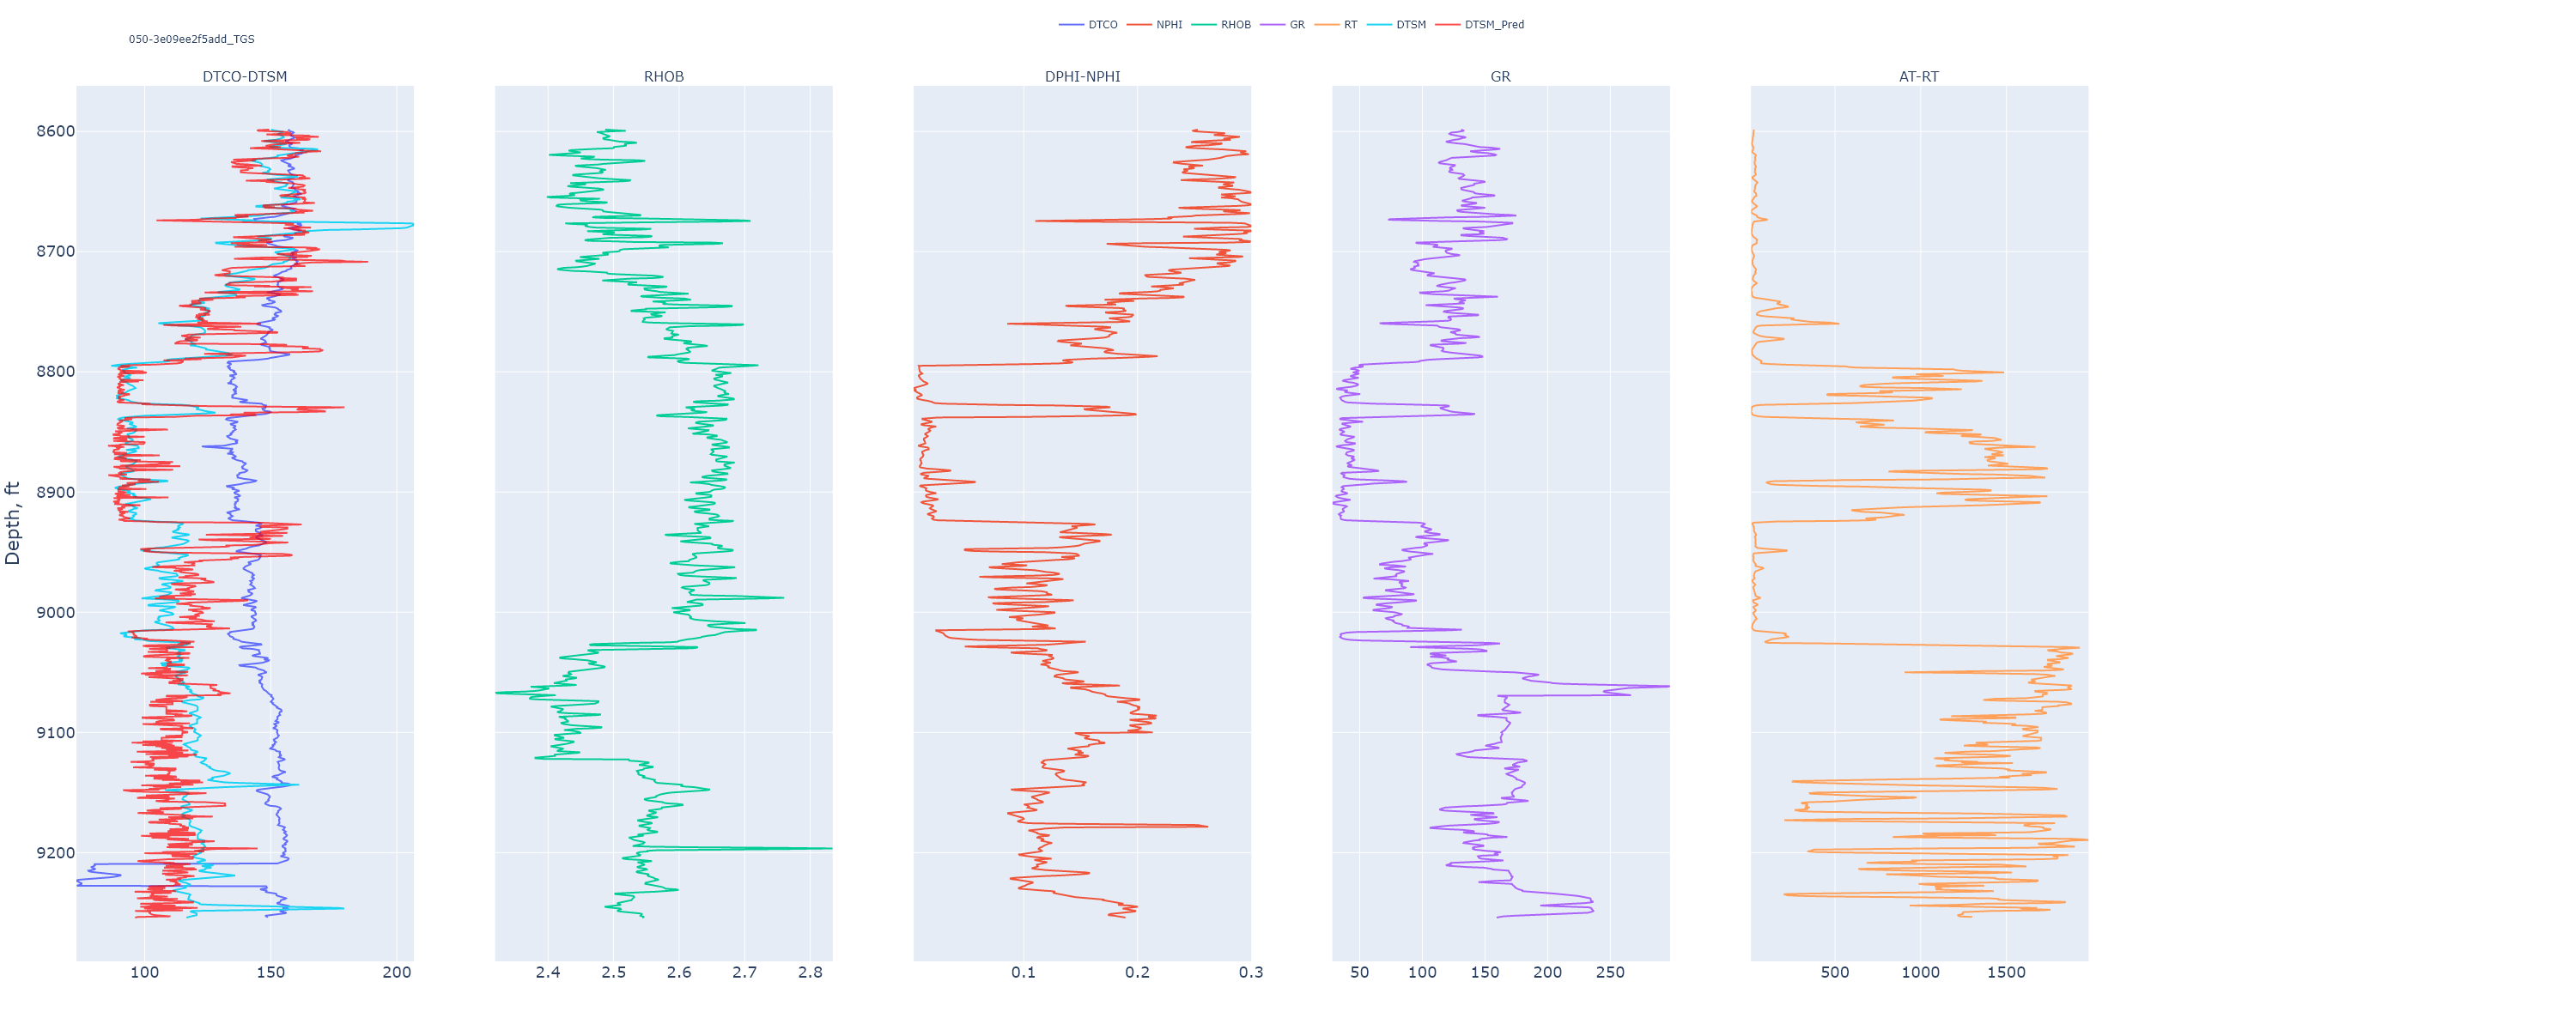 DTCO NPHI RHOB GR RT DTSM DTSM_Pred
050-3e09ee2f5add_TGS
DTCO-DTSM RHOB DPHI-NPHI GR AT-RT
8600
8700
8800
8900
9000
9100
9200
Depth, ft
100 150 200 2.4 2.5 2.6 2.7 2.8 0.1 0.2 0.3 50 100 150 200 250 500 1000 1500